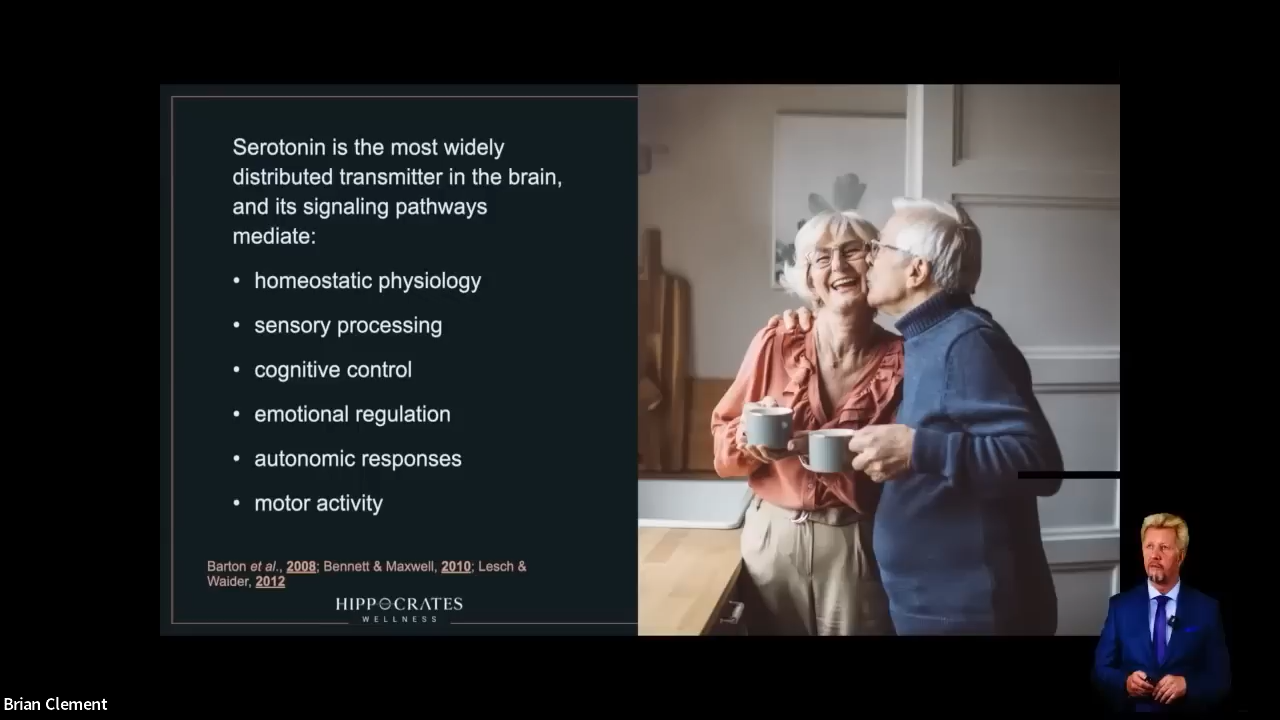 Serotonin is the most widely
distributed transmitter in the brain,
and its signaling pathways
mediate:
• homeostatic physiology
• sensory processing
• cognitive control
• emotional regulation
• autonomic responses
• motor activity
Barton et al., 2008; Bennett & Maxwell, 2010; Lesch &
Waider, 2012
HIPPOCRATES
WELLNESS
Brian Clement